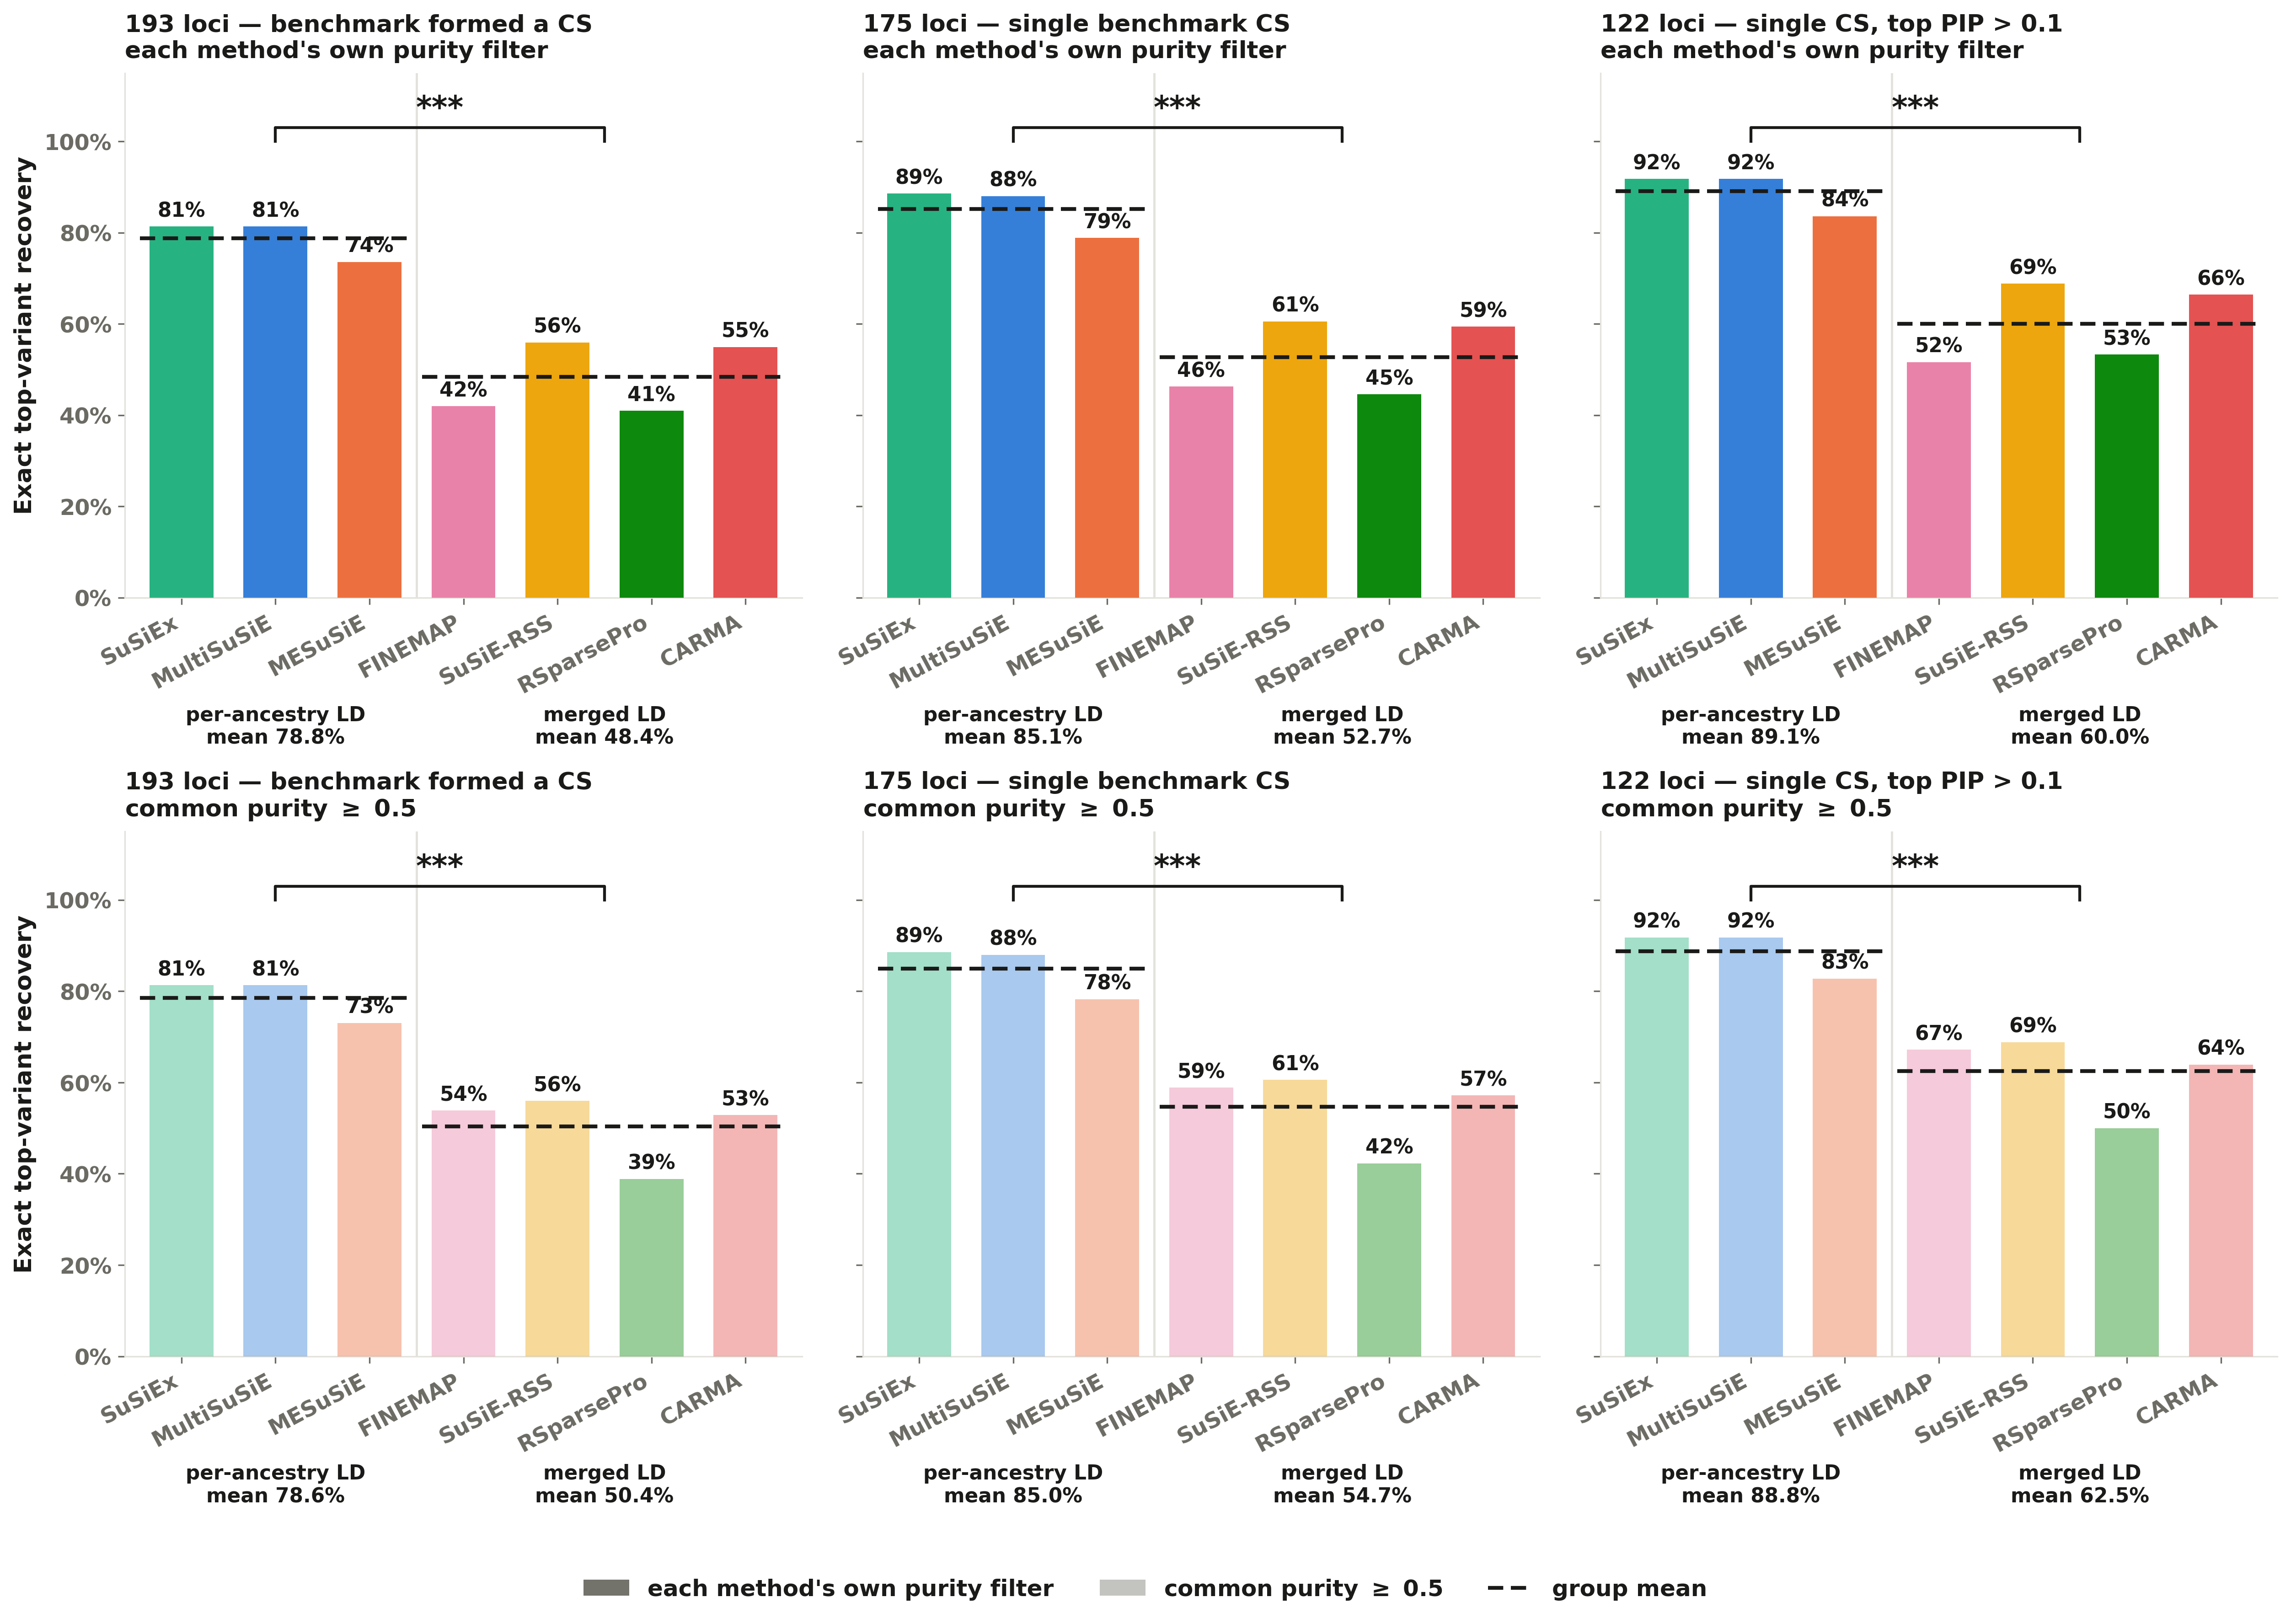 193 loci — benchmark formed a CS
each method's own purity filter
175 loci — single benchmark CS
each method's own purity filter
122 loci — single CS, top PIP > 0.1
each method's own purity filter
Exact top-variant recovery
100%
80%
60%
40%
20%
0%
***
81%
81%
74%
42%
56%
41%
55%
***
89%
88%
79%
46%
61%
45%
59%
***
92%
92%
84%
52%
69%
53%
66%
SuSiEx
MultiSuSiE
MESuSiE
FINEMAP
SuSiE-RSS
RSparsePro
CARMA
SuSiEx
MultiSuSiE
MESuSiE
FINEMAP
SuSiE-RSS
RSparsePro
CARMA
SuSiEx
MultiSuSiE
MESuSiE
FINEMAP
SuSiE-RSS
RSparsePro
CARMA
per-ancestry LD
mean 78.8%
merged LD
mean 48.4%
per-ancestry LD
mean 85.1%
merged LD
mean 52.7%
per-ancestry LD
mean 89.1%
merged LD
mean 60.0%
193 loci — benchmark formed a CS
common purity ≥ 0.5
175 loci — single benchmark CS
common purity ≥ 0.5
122 loci — single CS, top PIP > 0.1
common purity ≥ 0.5
Exact top-variant recovery
100%
80%
60%
40%
20%
0%
***
81%
81%
73%
54%
56%
39%
53%
***
89%
88%
78%
59%
61%
42%
57%
***
92%
92%
83%
67%
69%
50%
64%
SuSiEx
MultiSuSiE
MESuSiE
FINEMAP
SuSiE-RSS
RSparsePro
CARMA
SuSiEx
MultiSuSiE
MESuSiE
FINEMAP
SuSiE-RSS
RSparsePro
CARMA
SuSiEx
MultiSuSiE
MESuSiE
FINEMAP
SuSiE-RSS
RSparsePro
CARMA
per-ancestry LD
mean 78.6%
merged LD
mean 50.4%
per-ancestry LD
mean 85.0%
merged LD
mean 54.7%
per-ancestry LD
mean 88.8%
merged LD
mean 62.5%
each method's own purity filter
common purity ≥ 0.5
group mean